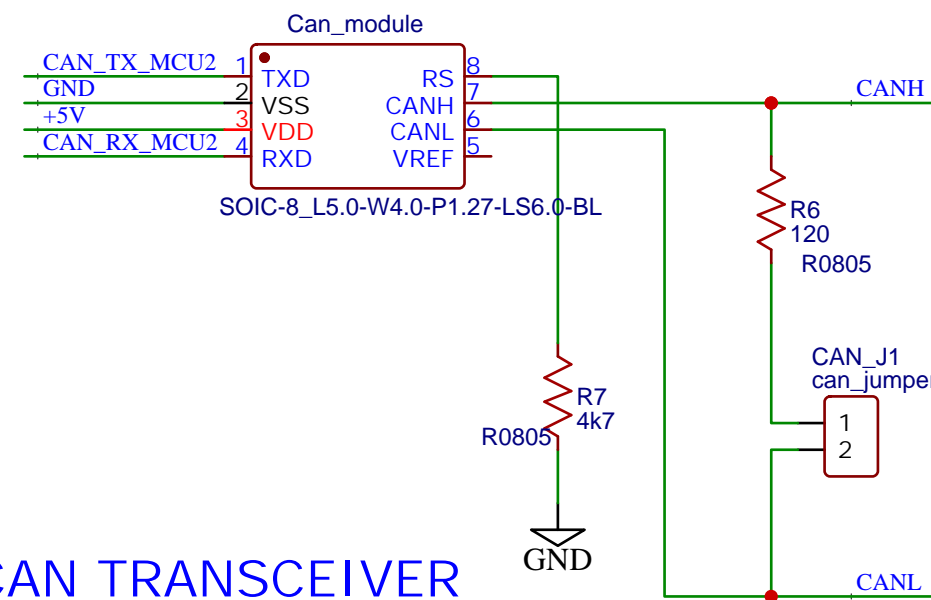 Can_module
CAN_TX_MCU2 1 TXD RS 8
GND 2 VSS CANH 7 CANH
+5V 3 VDD CANL 6
CAN_RX_MCU2 4 RXD VREF 5
SOIC-8_L5.0-W4.0-P1.27-LS6.0-BL
R6
120
R0805
CAN_J1
can_jumper
1
2
R7
4k7
R0805
GND
CAN TRANSCEIVER
CANL